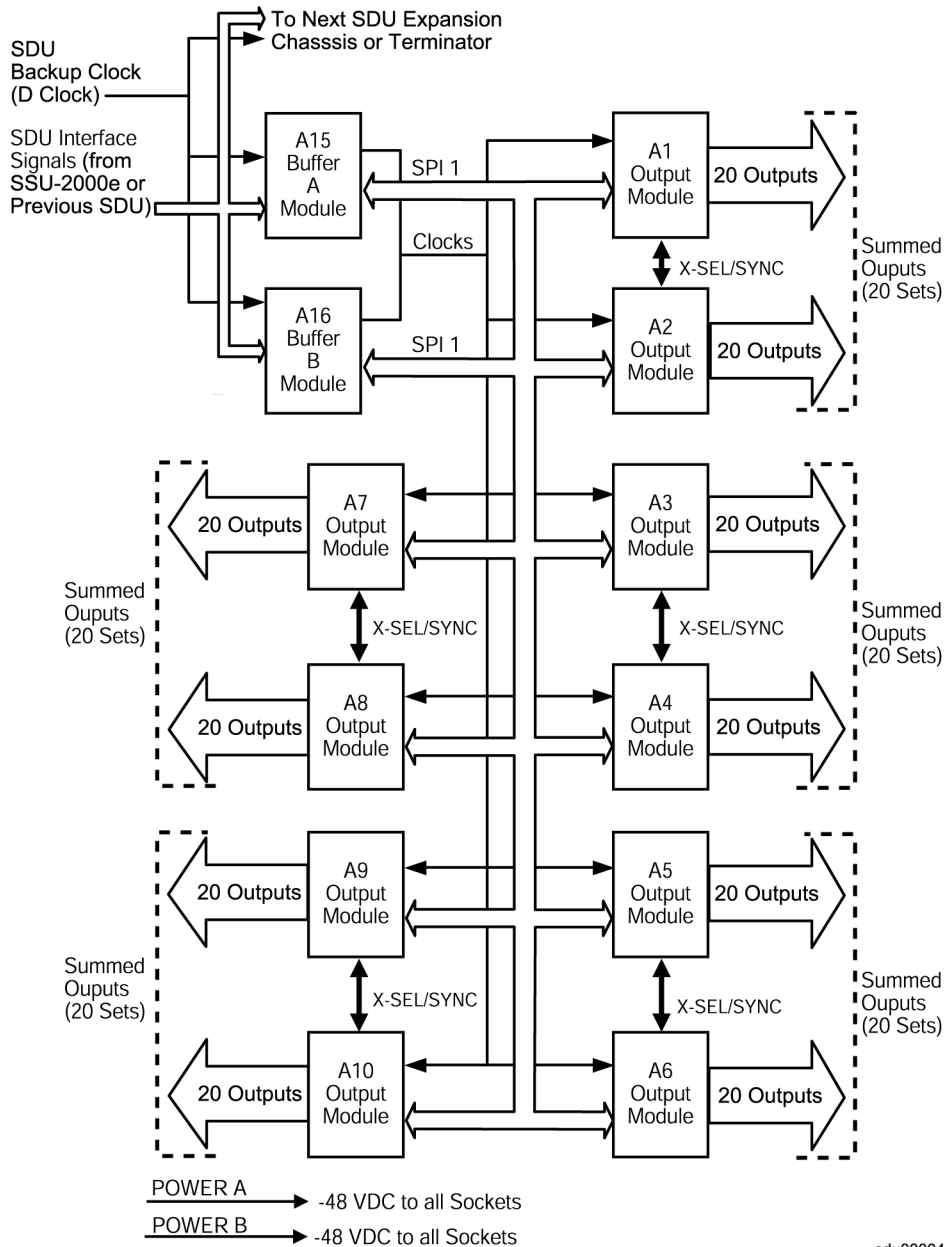 To Next SDU Expansion
Chasssis or Terminator
SDU
Backup Clock
(D Clock)
SDU Interface
Signals (from
SSU-2000e or
Previous SDU)
A15
Buffer
A
Module
SPI 1
A1
Output
Module
20 Outputs
Clocks
X-SEL/SYNC
Summed
Ouputs
(20 Sets)
A16
Buffer
B
Module
SPI 1
A2
Output
Module
20 Outputs
20 Outputs
A7
Output
Module
A3
Output
Module
20 Outputs
Summed
Ouputs
(20 Sets)
X-SEL/SYNC
X-SEL/SYNC
Summed
Ouputs
(20 Sets)
20 Outputs
A8
Output
Module
A4
Output
Module
20 Outputs
20 Outputs
A9
Output
Module
A5
Output
Module
20 Outputs
Summed
Ouputs
(20 Sets)
X-SEL/SYNC
X-SEL/SYNC
Summed
Ouputs
(20 Sets)
20 Outputs
A10
Output
Module
A6
Output
Module
20 Outputs
POWER A
-48 VDC to all Sockets
POWER B
-48 VDC to all Sockets